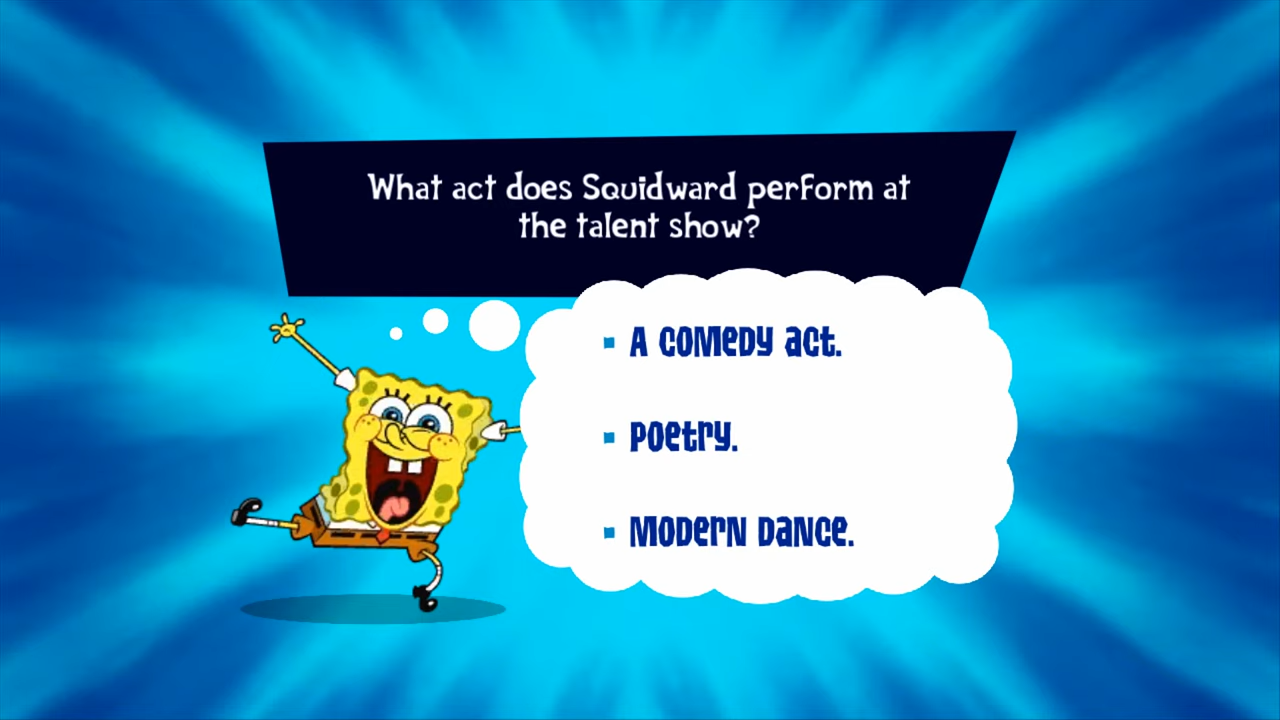 What act does Squidward perform at
the talent show?
▪ A comedy act.
▪ Poetry.
▪ Modern dance.